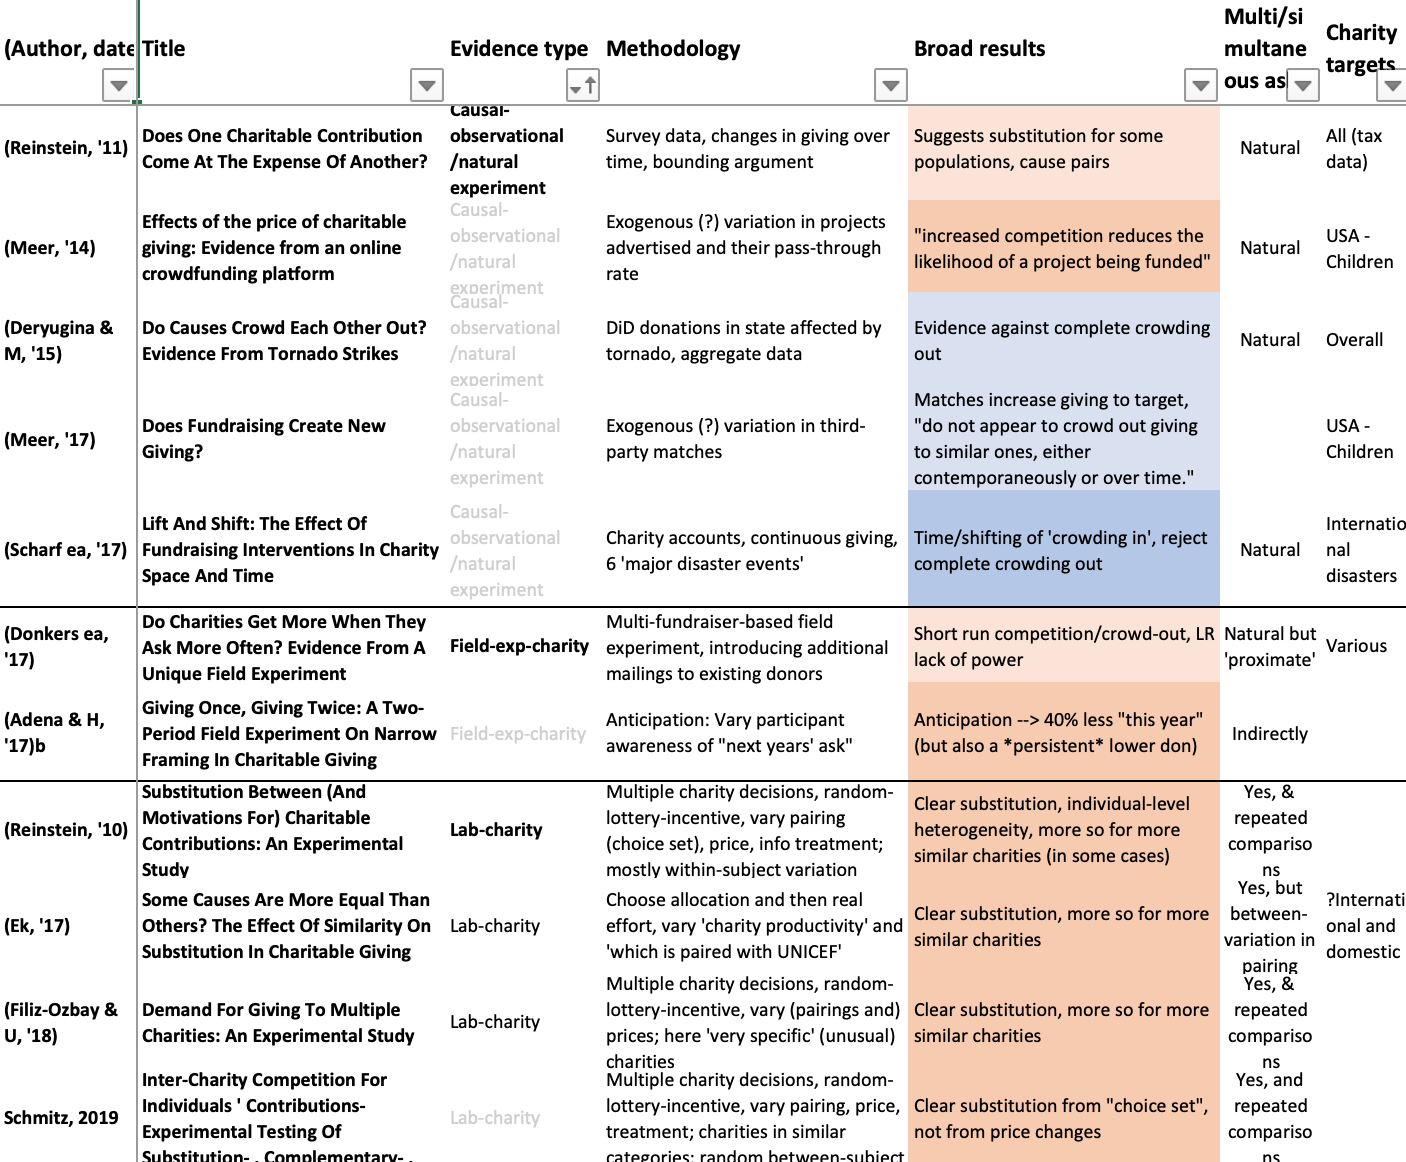 (Author, date
Title
Evidence type
Methodology
Broad results
Multi/si
multane
ous as
Charity
targets
(Reinstein, '11)
Does One Charitable Contribution
Come At The Expense Of Another?
Causal-
observational
/natural
experiment
Survey data, changes in giving over
time, bounding argument
Suggests substitution for some
populations, cause pairs
Natural
All (tax
data)
(Meer, '14)
Effects of the price of charitable
giving: Evidence from an online
crowdfunding platform
Causal-
observational
/natural
experiment
Exogenous (?) variation in projects
advertised and their pass-through
rate
"increased competition reduces the
likelihood of a project being funded"
Natural
USA -
Children
(Deryugina &
M, '15)
Do Causes Crowd Each Other Out?
Evidence From Tornado Strikes
Causal-
observational
/natural
experiment
DiD donations in state affected by
tornado, aggregate data
Evidence against complete crowding
out
Natural
Overall
(Meer, '17)
Does Fundraising Create New
Giving?
Causal-
observational
/natural
experiment
Exogenous (?) variation in third-
party matches
Matches increase giving to target,
"do not appear to crowd out giving
to similar ones, either
contemporaneously or over time."
USA -
Children
(Scharf ea, '17)
Lift And Shift: The Effect Of
Fundraising Interventions In Charity
Space And Time
Causal-
observational
/natural
experiment
Charity accounts, continuous giving,
6 'major disaster events'
Time/shifting of 'crowding in', reject
complete crowding out
Natural
Internatio
nal
disasters
(Donkers ea,
'17)
Do Charities Get More When They
Ask More Often? Evidence From A
Unique Field Experiment
Field-exp-charity
Multi-fundraiser-based field
experiment, introducing additional
mailings to existing donors
Short run competition/crowd-out, LR
lack of power
Natural but
'proximate'
Various
(Adena & H,
'17)b
Giving Once, Giving Twice: A Two-
Period Field Experiment On Narrow
Framing In Charitable Giving
Field-exp-charity
Anticipation: Vary participant
awareness of "next years' ask"
Anticipation --> 40% less "this year"
(but also a *persistent* lower don)
Indirectly
(Reinstein, '10)
Substitution Between (And
Motivations For) Charitable
Contributions: An Experimental
Study
Lab-charity
Multiple charity decisions, random-
lottery-incentive, vary pairing
(choice set), price, info treatment;
mostly within-subject variation
Clear substitution, individual-level
heterogeneity, more so for more
similar charities (in some cases)
Yes, &
repeated
compariso
ns
(Ek, '17)
Some Causes Are More Equal Than
Others? The Effect Of Similarity On
Substitution In Charitable Giving
Lab-charity
Choose allocation and then real
effort, vary 'charity productivity' and
'which is paired with UNICEF'
Clear substitution, more so for more
similar charities
Yes, but
between-
variation in
pairing
?Internati
onal and
domestic
(Filiz-Ozbay &
U, '18)
Demand For Giving To Multiple
Charities: An Experimental Study
Lab-charity
Multiple charity decisions, random-
lottery-incentive, vary (pairings and)
prices; here 'very specific' (unusual)
charities
Clear substitution, more so for more
similar charities
Yes, &
repeated
compariso
ns
Schmitz, 2019
Inter-Charity Competition For
Individuals ' Contributions-
Experimental Testing Of
Substitution- , Complementary- ,
Lab-charity
Multiple charity decisions, random-
lottery-incentive, vary pairing, price,
treatment; charities in similar
categories; random between-subject
Clear substitution from "choice set",
not from price changes
Yes, and
repeated
compariso
ns